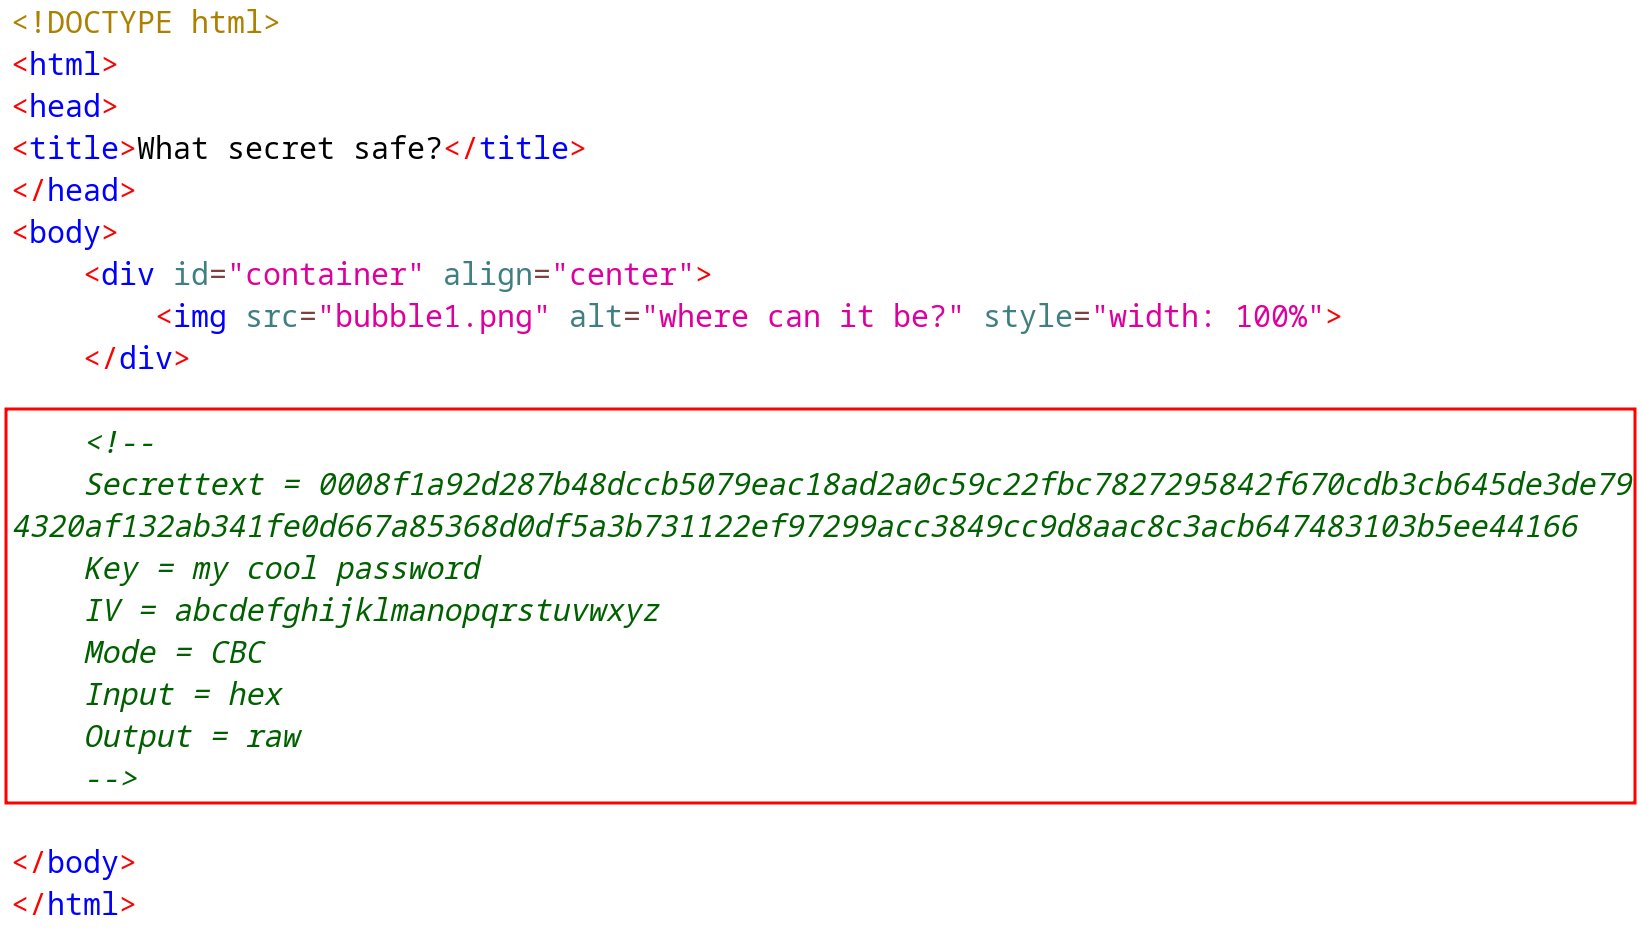 <!DOCTYPE html>
<html>
<head>
<title>What secret safe?</title>
</head>
<body>
    <div id="container" align="center">
        <img src="bubble1.png" alt="where can it be?" style="width: 100%">
    </div>
    <!--
    Secrettext = 0008f1a92d287b48dccb5079eac18ad2a0c59c22fbc7827295842f670cdb3cb645de3de79
4320af132ab341fe0d667a85368d0df5a3b731122ef97299acc3849cc9d8aac8c3acb647483103b5ee44166
    Key = my cool password
    IV = abcdefghijklmanopqrstuvwxyz
    Mode = CBC
    Input = hex
    Output = raw
    -->
</body>
</html>